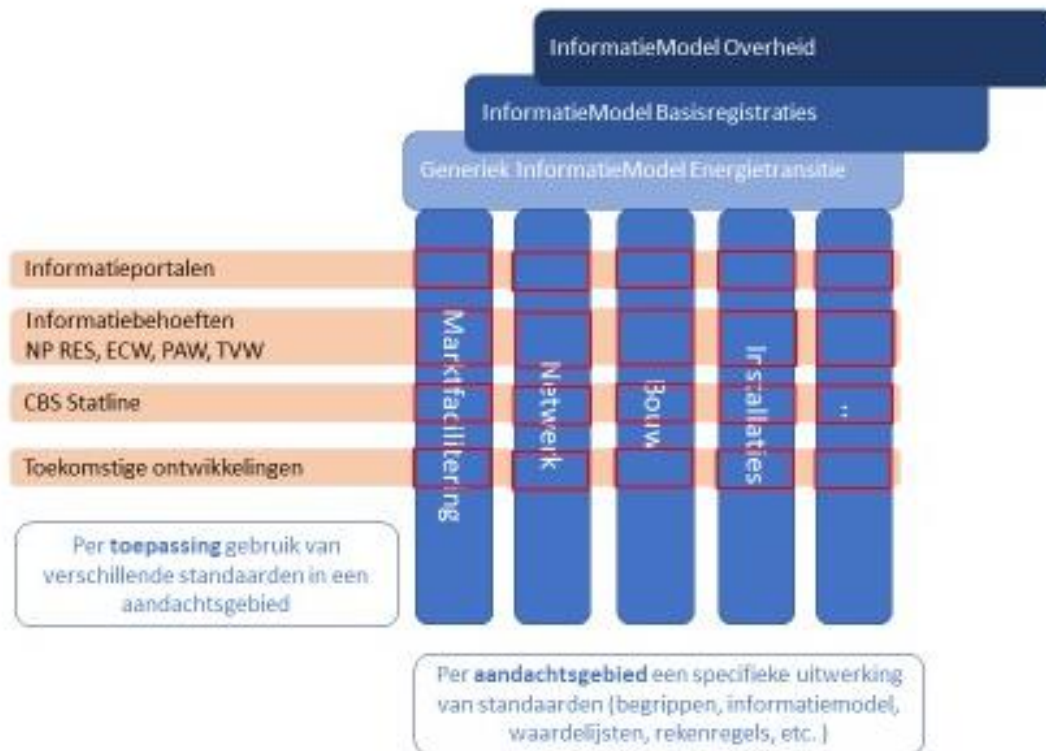 InformatieModel Overheid
InformatieModel Basisregistraties
Generiek InformatieModel Energietransitie
Informatieportalen
Informatiebehoeften
NP RES, ECW, PAW, TVW
CBS Statline
Toekomstige ontwikkelingen
Marktfacilitering
Netwerk
Bouw
Installaties
..
Per toepassing gebruik van
verschillende standaarden in een
aandachtsgebied
Per aandachtsgebied een specifieke uitwerking
van standaarden (begrippen, informatiemodel,
waardelijsten, rekenregels, etc. )